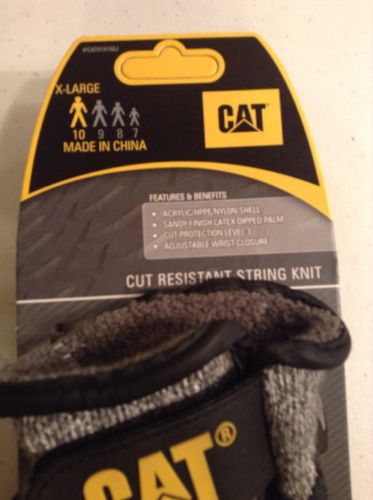 X-LARGE
10 9 8 7
MADE IN CHINA
CAT
FEATURES & BENEFITS
• ACRYLIC/HPPE/NYLON SHELL
• SANDY FINISH LATEX DIPPED PALM
• CUT PROTECTION LEVEL 3
• ADJUSTABLE WRIST CLOSURE
CUT RESISTANT STRING KNIT
CAT®